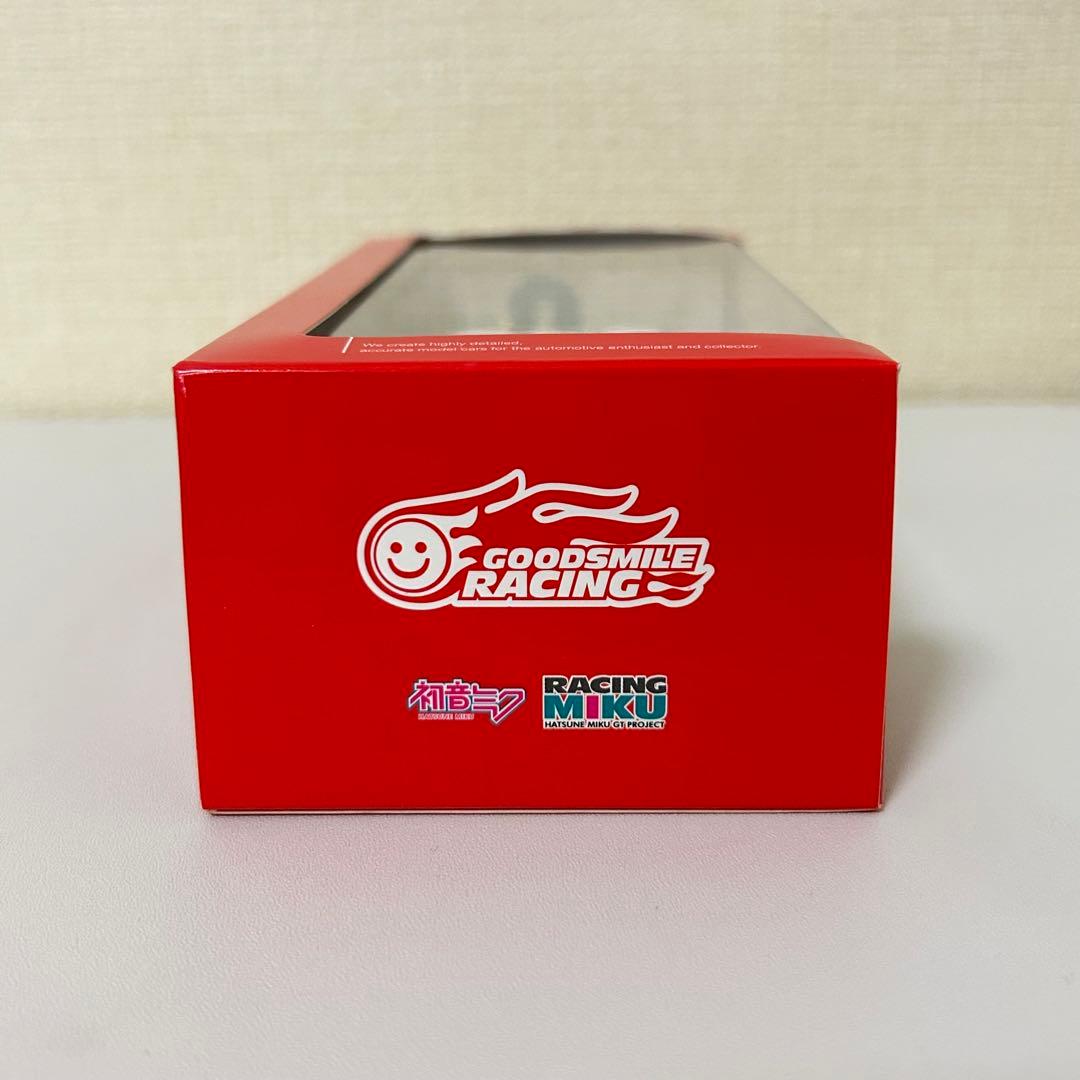 We create highly detailed,
accurate model cars for the automotive enthusiast and collector.
GOODSMILE
RACING
初音ミク
HATSUNE MIKU
RACING
MIKU
HATSUNE MIKU GT PROJECT